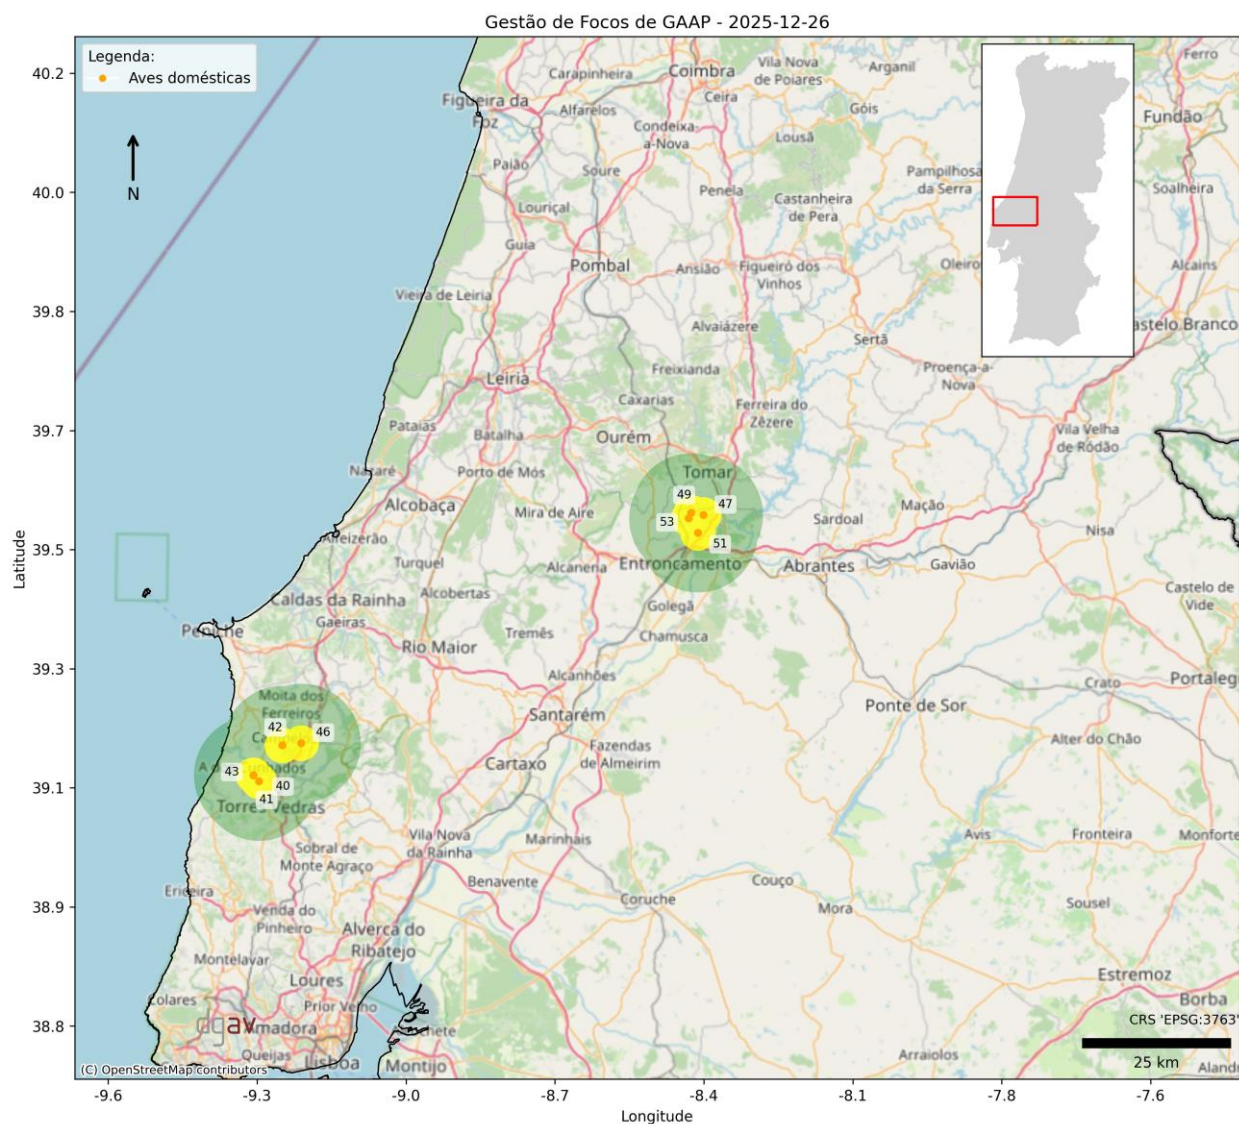 Gestão de Focos de GAAP - 2025-12-26
Legenda:
Aves domésticas
N
Latitude
40.2
40.0
39.8
39.7
39.5
39.3
39.1
38.9
38.8
Coimbra
Carapinheira
Vila Nova
de Poiares
Arganil
Ferro
Figueira da
Foz
Alfarelos
Ceira
Góis
Fundão
Condeixa-
a-Nova
Lousã
Paião
Soure
Penela
Pampilhosa
da Serra
Soalheira
Castanheira
de Pera
Louriçal
Guia
Pombal
Ansião
Figueiró dos
Vinhos
Oleiro
Alcains
Vieira de Leiria
Alvaiázere
Sertã
astelo Branco
Leiria
Freixianda
Proença-a-
Nova
Caxarias
Ferreira do
Zêzere
Pataias
Batalha
Ourém
Vila Velha
de Ródão
Nazaré
Porto de Mós
Tomar
49
47
53
51
Alcobaça
Mira de Aire
Sardoal
Mação
Nisa
Alfeizerão
Turquel
Alcanena
Entroncamento
Abrantes
Gavião
Castelo de
Vide
Caldas da Rainha
Alcobertas
Golegã
Gaeiras
Peniche
Rio Maior
Tremês
Chamusca
Alcanhões
Crato
Portaleg
Moita dos
Ferreiros
42
46
43
40
41
Santarém
Ponte de Sor
Fazendas
de Almeirim
Alter do Chão
Cartaxo
Torres Vedras
Vila Nova
da Rainha
Marinhais
Avis
Fronteira
Monforte
Sobral de
Monte Agraço
Benavente
Couço
Ericeira
Coruche
Mora
Sousel
Venda do
Pinheiro
Alverca do
Ribatejo
Montelavar
Loures
Estremoz
Colares
Prior Velho
Borba
dgav
Amadora
CRS 'EPSG:3763'
Queijas
Lisboa
Montijo
Arraiolos
25 km
Aland
(C) OpenStreetMap contributors
-9.6
-9.3
-9.0
-8.7
-8.4
-8.1
-7.8
-7.6
Longitude